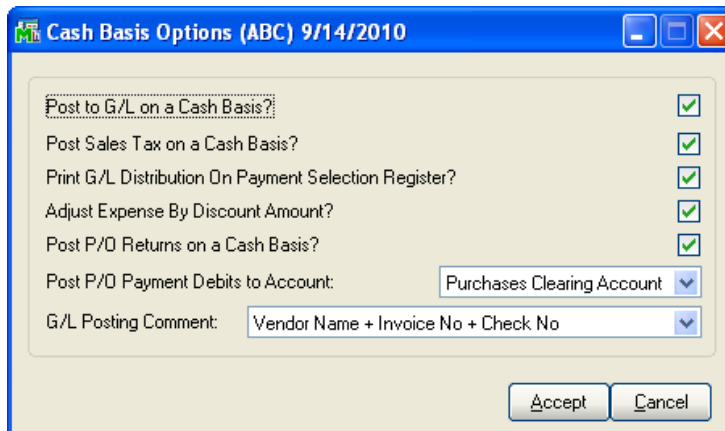 Cash Basis Options (ABC) 9/14/2010
Post to G/L on a Cash Basis?
Post Sales Tax on a Cash Basis?
Print G/L Distribution On Payment Selection Register?
Adjust Expense By Discount Amount?
Post P/O Returns on a Cash Basis?
Post P/O Payment Debits to Account: Purchases Clearing Account
G/L Posting Comment: Vendor Name + Invoice No + Check No
Accept Cancel